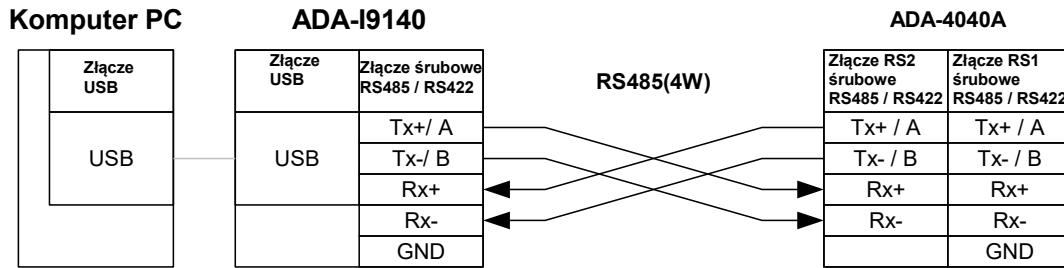 Komputer PC
ADA-I9140
ADA-4040A
Złącze
USB
Złącze
USB
Złącze śrubowe
RS485 / RS422
RS485(4W)
Złącze RS2
śrubowe
RS485 / RS422
Złącze RS1
śrubowe
RS485 / RS422
USB
USB
Tx+/ A
Tx-/ B
Rx+
Rx-
GND
Tx+ / A
Tx+ / A
Tx- / B
Tx- / B
Rx+
Rx+
Rx-
Rx-
GND